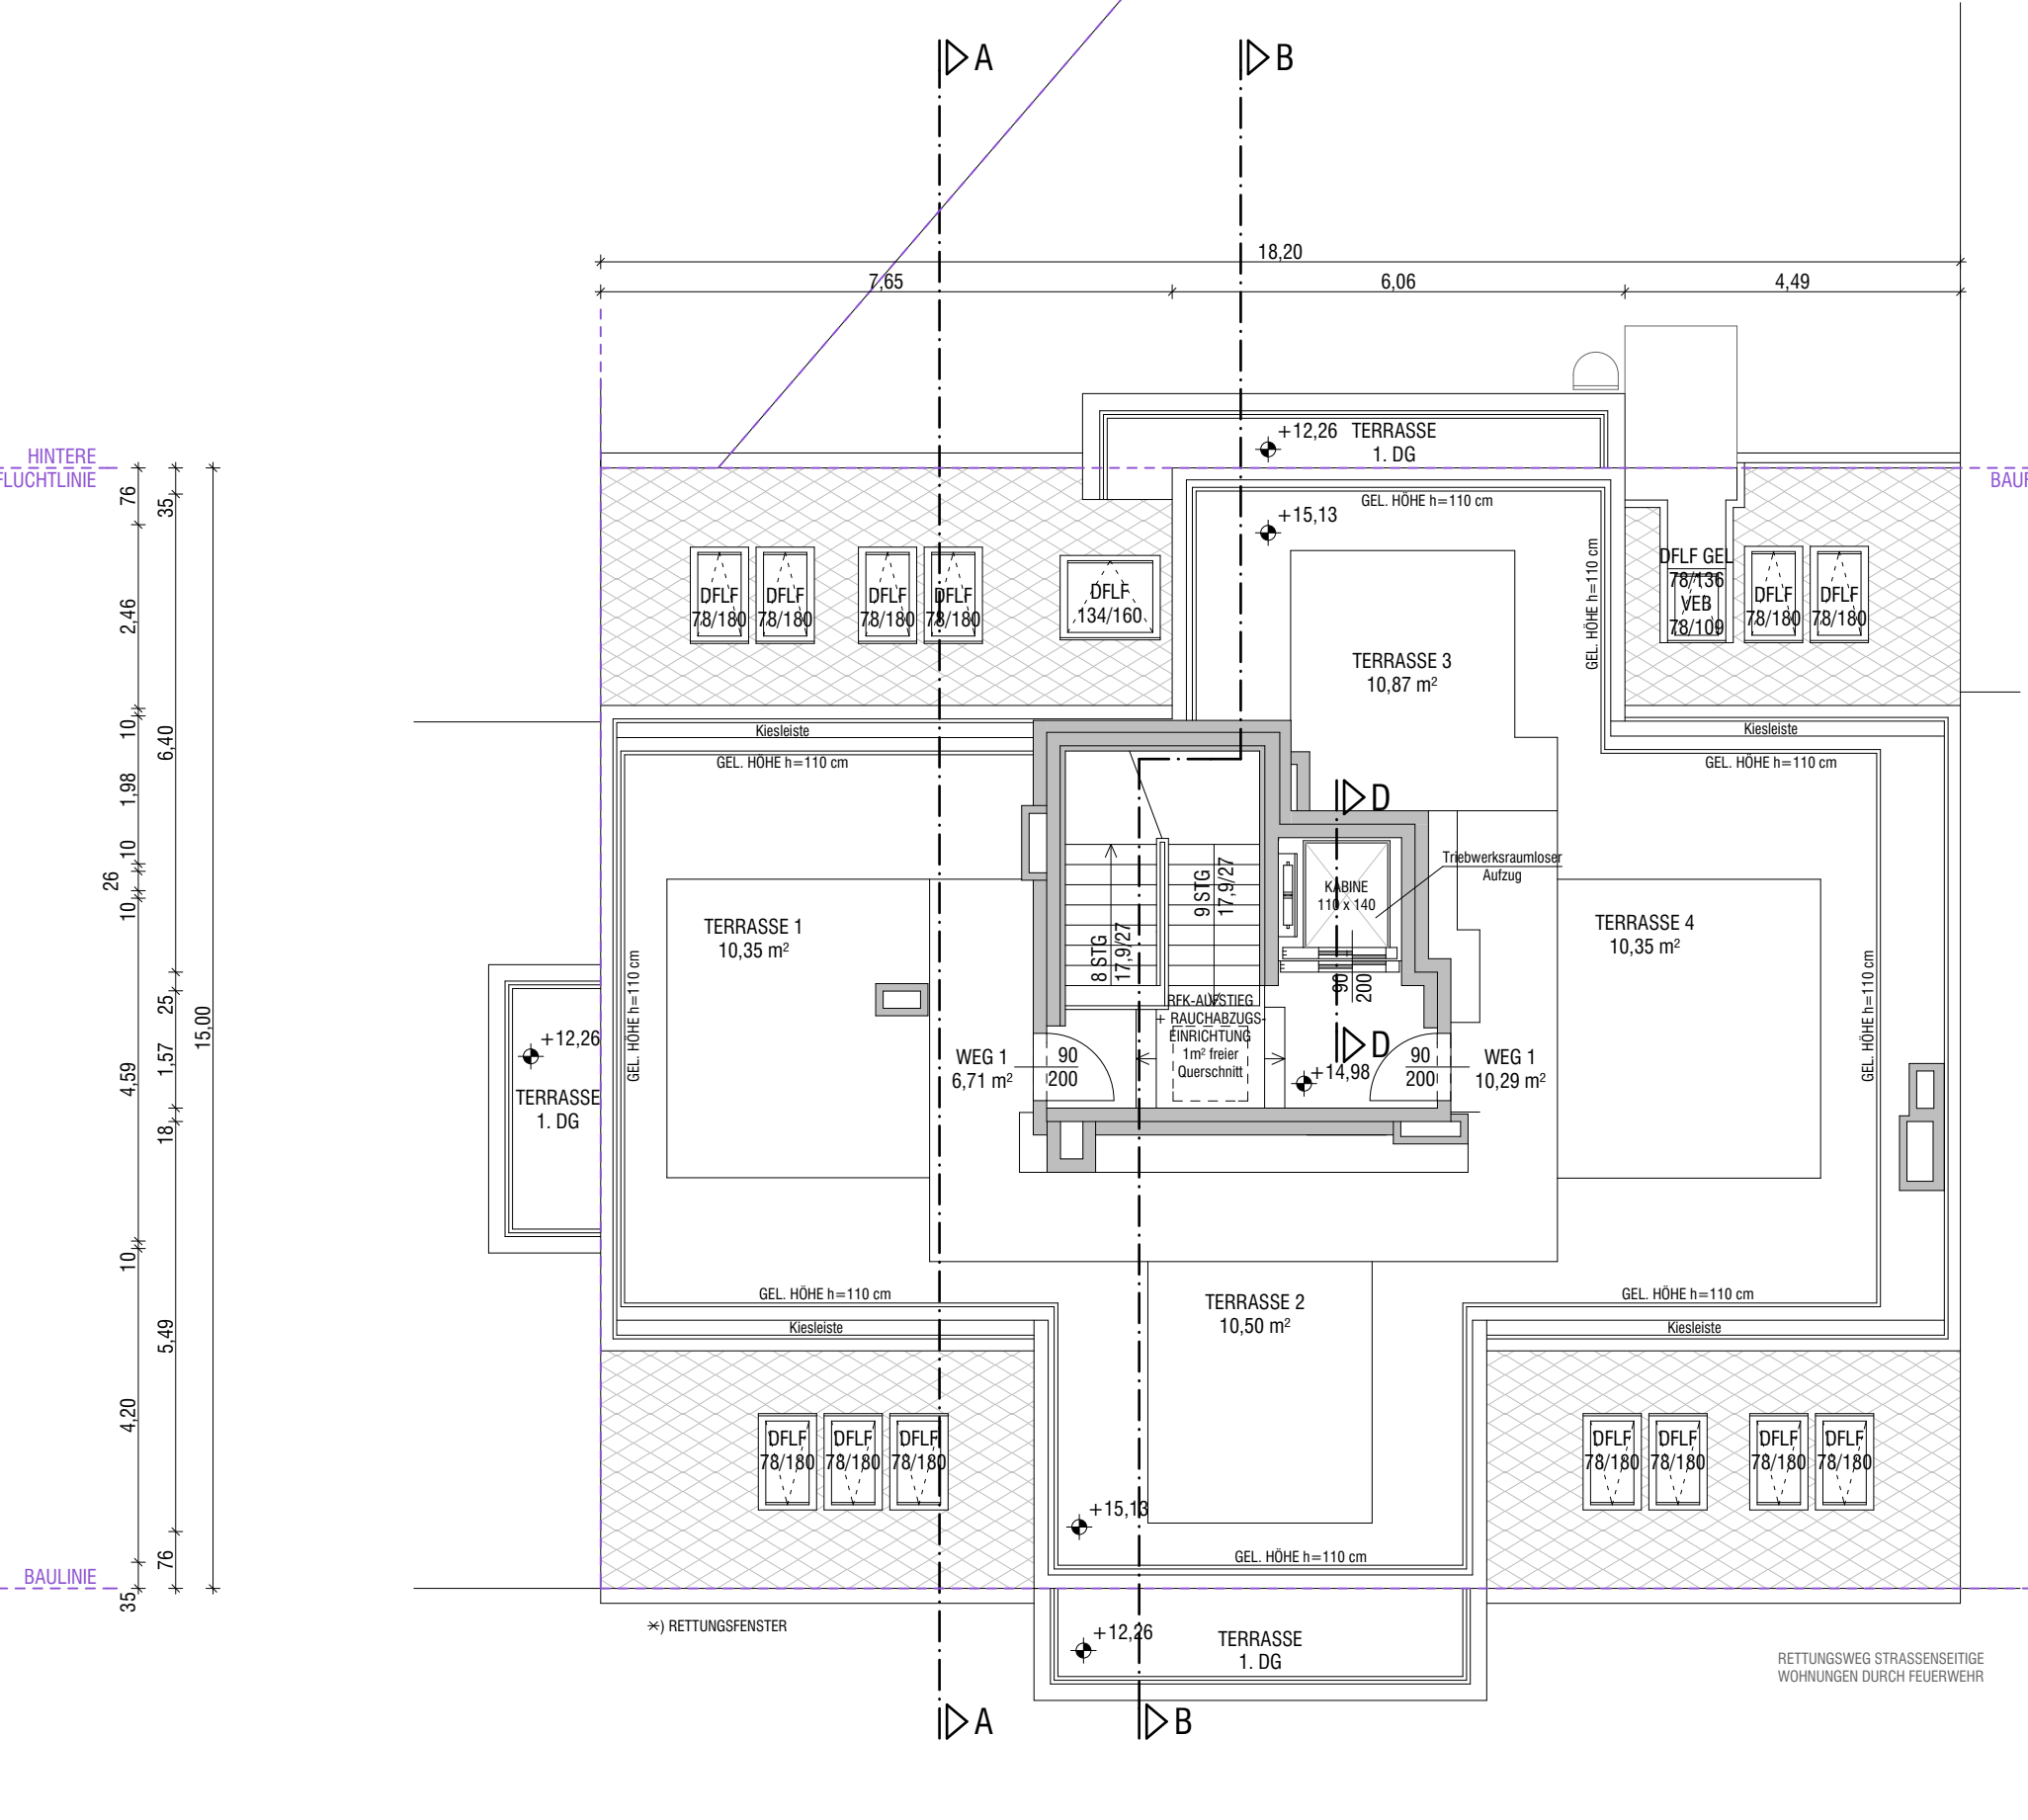 A
B
18,20
7,65
6,06
4,49
HINTERE
FLUCHTLINIE
+12,26
TERRASSE
1. DG
GEL. HÖHE h=110 cm
+15,13
GEL. HÖHE h=110 cm
DFLF
78/180
DFLF
78/180
DFLF
78/180
DFLF
78/180
DFLF
134/160
DFLF GEL
78/136
VEB
78/109
DFLF
78/180
DFLF
78/180
TERRASSE 3
10,87 m²
Kiesleiste
GEL. HÖHE h=110 cm
Kiesleiste
GEL. HÖHE h=110 cm
D
Triebwerksraumloser
Aufzug
KABINE
110 x 140
9 STG
17,9/27
8 STG
17,9/27
90
200
TERRASSE 1
10,35 m²
TERRASSE 4
10,35 m²
GEL. HÖHE h=110 cm
GEL. HÖHE h=110 cm
RFK-AUFSTIEG
+ RAUCHABZUGS-
EINRICHTUNG
1m² freier
Querschnitt
+12,26
TERRASSE
1. DG
WEG 1
6,71 m²
90
200
D
+14,98
90
200
WEG 1
10,29 m²
GEL. HÖHE h=110 cm
Kiesleiste
TERRASSE 2
10,50 m²
GEL. HÖHE h=110 cm
Kiesleiste
DFLF
78/180
DFLF
78/180
DFLF
78/180
DFLF
78/180
DFLF
78/180
DFLF
78/180
DFLF
78/180
+15,13
GEL. HÖHE h=110 cm
BAULINIE
*) RETTUNGSFENSTER
+12,26
TERRASSE
1. DG
RETTUNGSWEG STRASSENSEITIGE
WOHNUNGEN DURCH FEUERWEHR
A
B
76
2,46
10
1,98
10
26
10
4,59
10
4,20
35
35
6,40
25
1,57
18
5,49
76
15,00